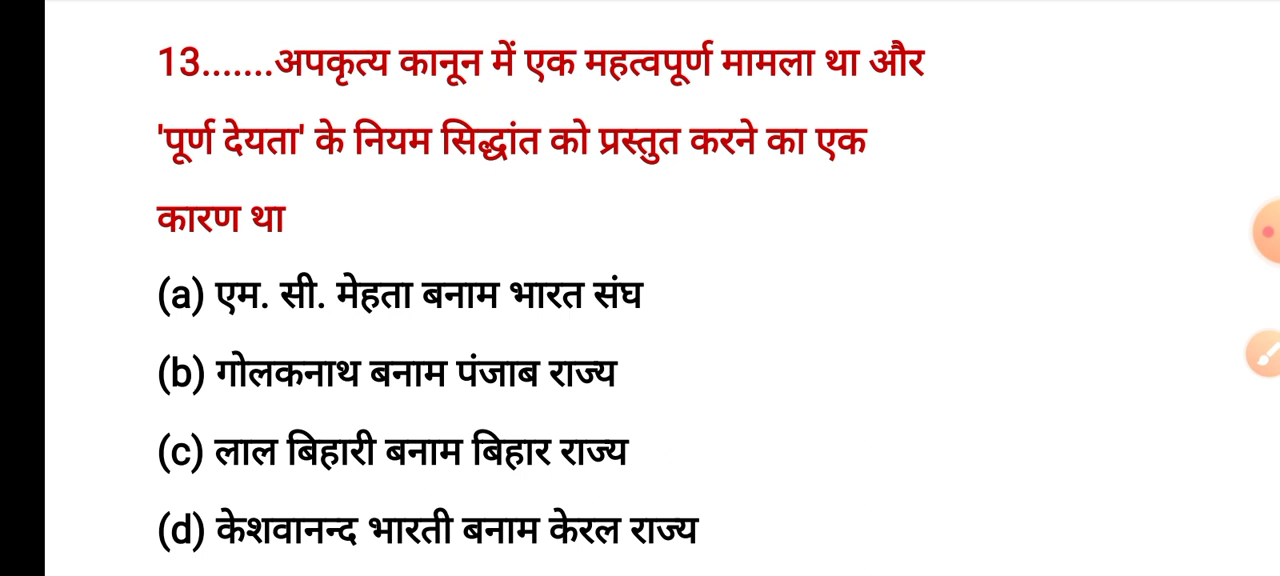 13.......अपकृत्य कानून में एक महत्वपूर्ण मामला था और
'पूर्ण देयता' के नियम सिद्धांत को प्रस्तुत करने का एक
कारण था
(a) एम. सी. मेहता बनाम भारत संघ
(b) गोलकनाथ बनाम पंजाब राज्य
(c) लाल बिहारी बनाम बिहार राज्य
(d) केशवानन्द भारती बनाम केरल राज्य